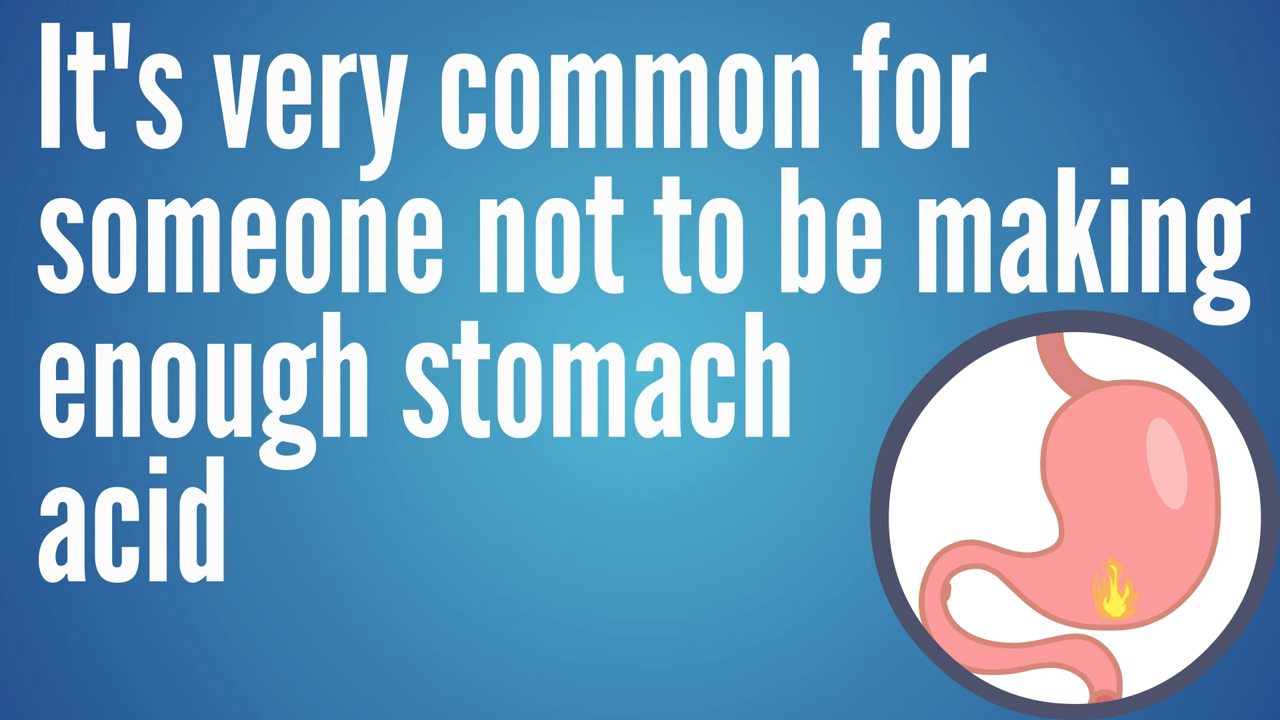 It's very common for
someone not to be making
enough stomach
acid